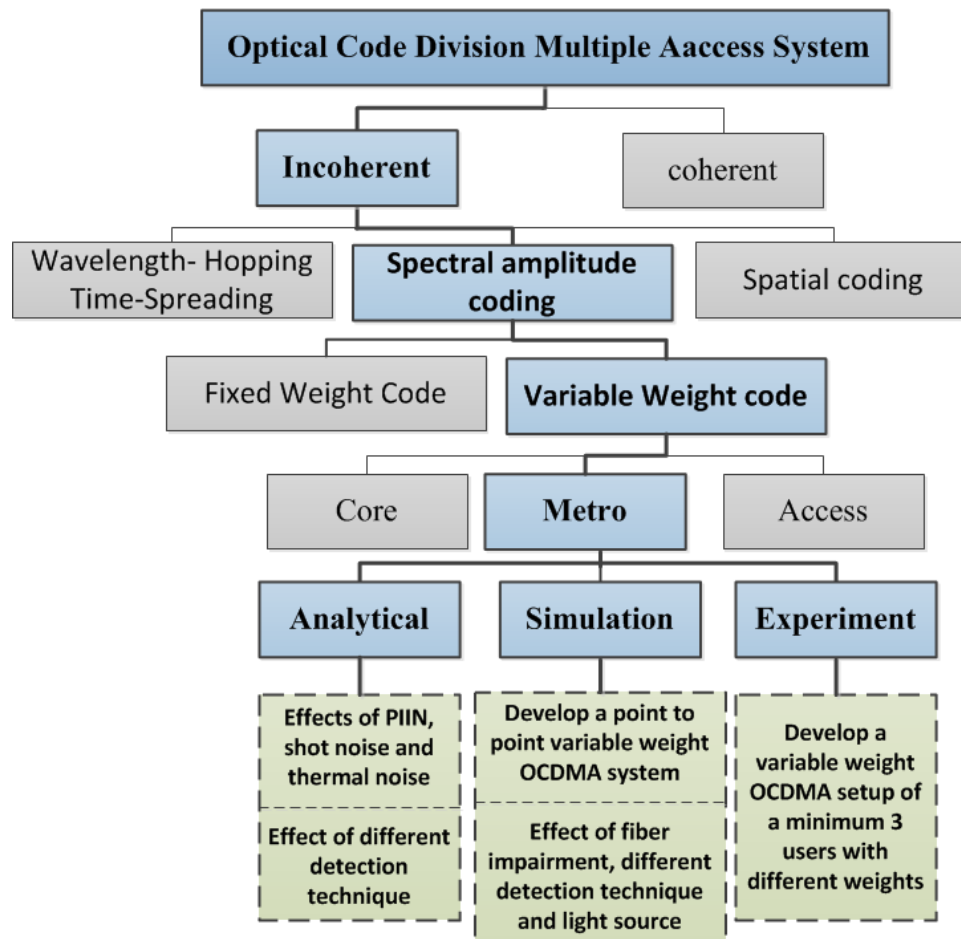 Optical Code Division Multiple Aaccess System
Incoherent
coherent
Wavelength- Hopping
Time-Spreading
Spectral amplitude
coding
Spatial coding
Fixed Weight Code
Variable Weight code
Core
Metro
Access
Analytical
Simulation
Experiment
Effects of PIIN,
shot noise and
thermal noise
Effect of different
detection
technique
Develop a point to
point variable weight
OCDMA system
Effect of fiber
impairment, different
detection technique
and light source
Develop a
variable weight
OCDMA setup of
a minimum 3
users with
different weights